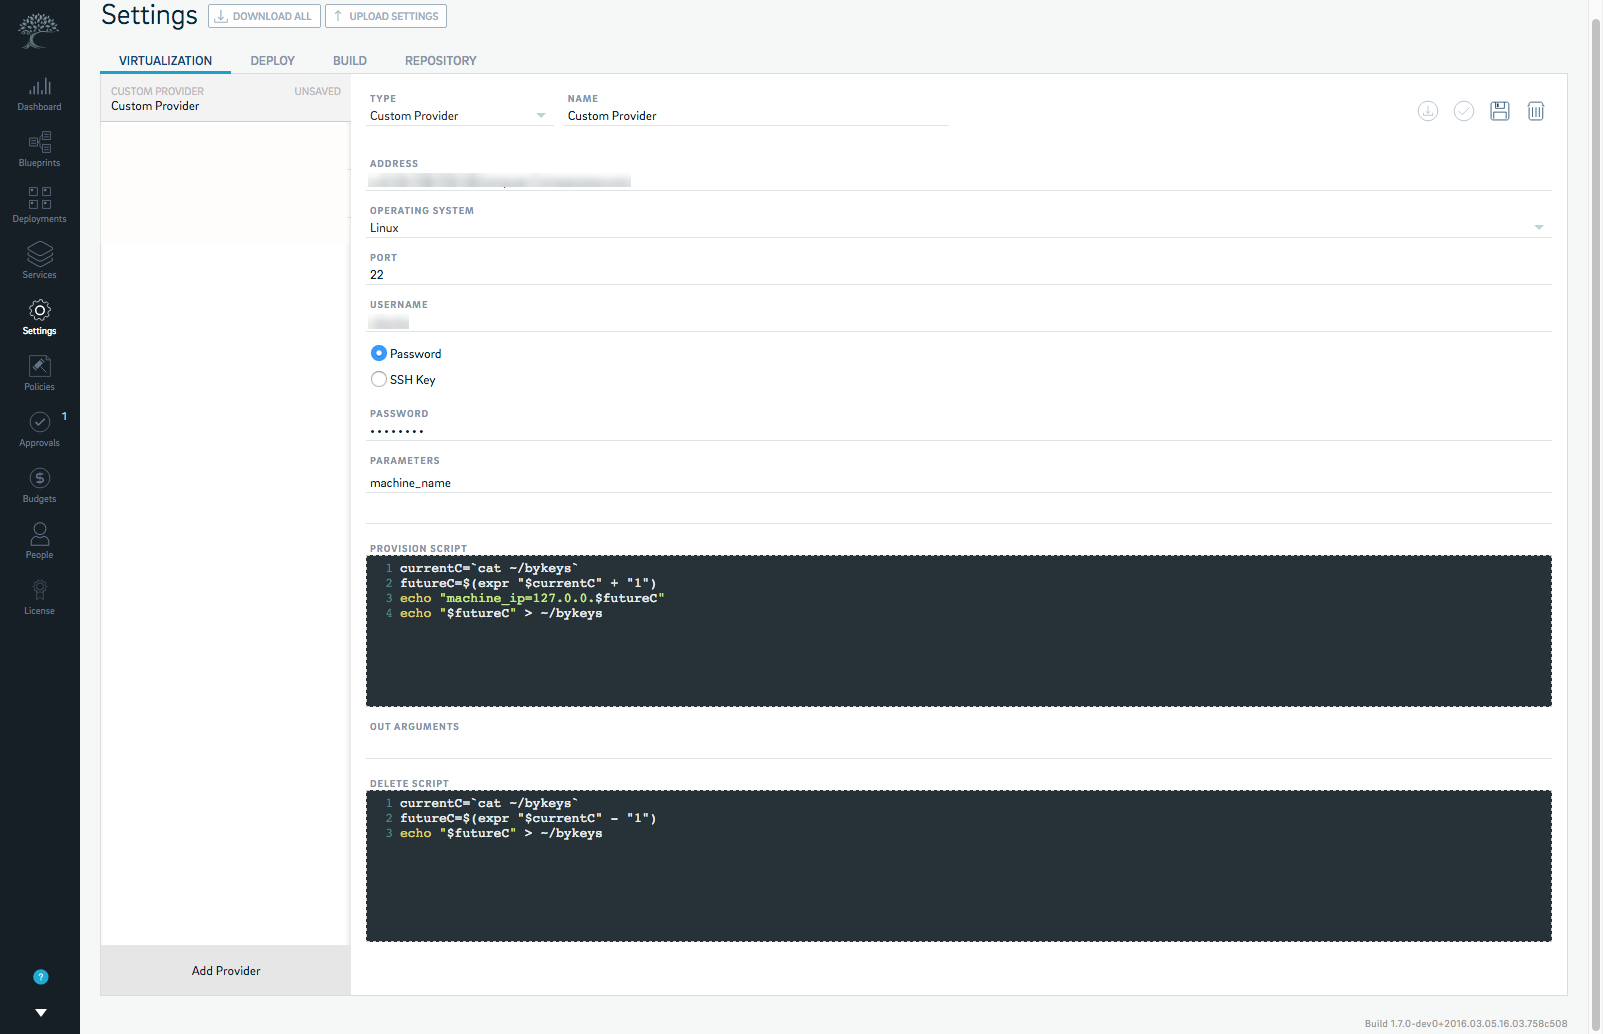 Settings
DOWNLOAD ALL
UPLOAD SETTINGS
VIRTUALIZATION
DEPLOY
BUILD
REPOSITORY
Dashboard
Blueprints
Deployments
Services
Settings
Policies
1
Approvals
$
Budgets
People
License
?
CUSTOM PROVIDER
UNSAVED
Custom Provider
Add Provider
TYPE
Custom Provider
NAME
Custom Provider
ADDRESS
OPERATING SYSTEM
Linux
PORT
22
USERNAME
Password
SSH Key
PASSWORD
••••••••
PARAMETERS
machine_name
PROVISION SCRIPT
1 currentC=`cat ~/bykeys`
2 futureC=$(expr "$currentC" + "1")
3 echo "machine_ip=127.0.0.$futureC"
4 echo "$futureC" > ~/bykeys
OUT ARGUMENTS
DELETE SCRIPT
1 currentC=`cat ~/bykeys`
2 futureC=$(expr "$currentC" - "1")
3 echo "$futureC" > ~/bykeys
Build 1.7.0-dev0+2016.03.05.16.03.758c508